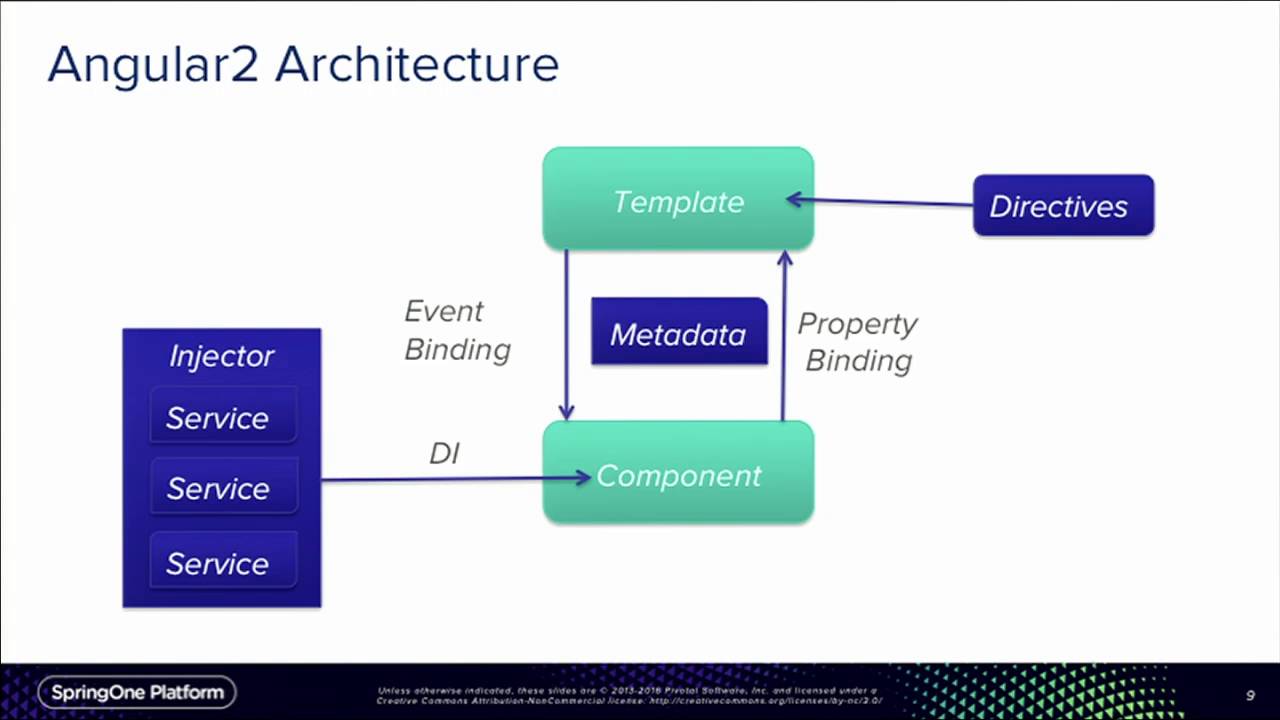 Angular2 Architecture
Template
Directives
Event
Binding
Metadata
Property
Binding
Injector
Service
Service
Service
DI
Component
SpringOne Platform
Unless otherwise indicated, these slides are © 2013-2016 Pivotal Software, Inc. and licensed under a
Creative Commons Attribution-NonCommercial license: http://creativecommons.org/licenses/by-nc/3.0/
9